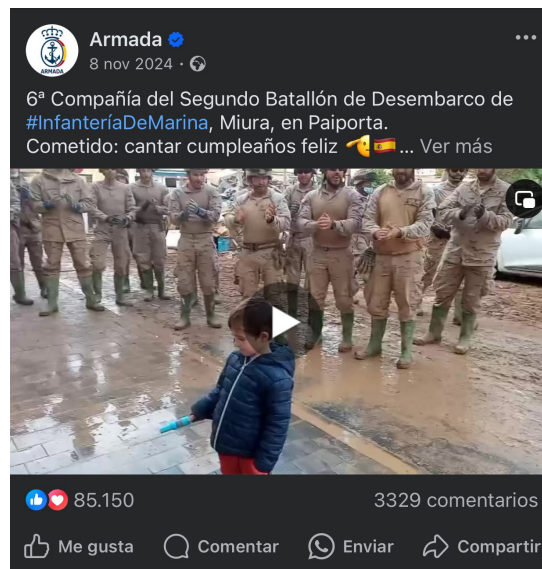 Armada
8 nov 2024 ·
ARMADA
6ª Compañía del Segundo Batallón de Desembarco de
#InfanteríaDeMarina, Miura, en Paiporta.
Cometido: cantar cumpleaños feliz 🫡🇪🇸... Ver más
85.150
3329 comentarios
Me gusta
Comentar
Enviar
Compartir